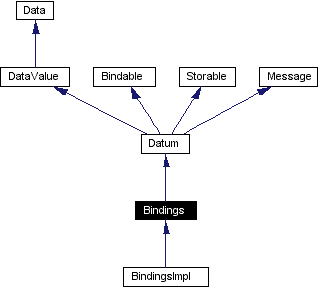 Data
DataValue
Bindable
Storable
Message
Datum
Bindings
BindingsImpl